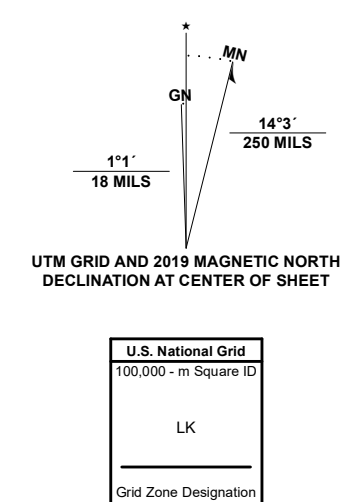 ★
MN
GN
14°3´
250 MILS
1°1´
18 MILS
UTM GRID AND 2019 MAGNETIC NORTH
DECLINATION AT CENTER OF SHEET
U.S. National Grid
100,000 - m Square ID
LK
Grid Zone Designation